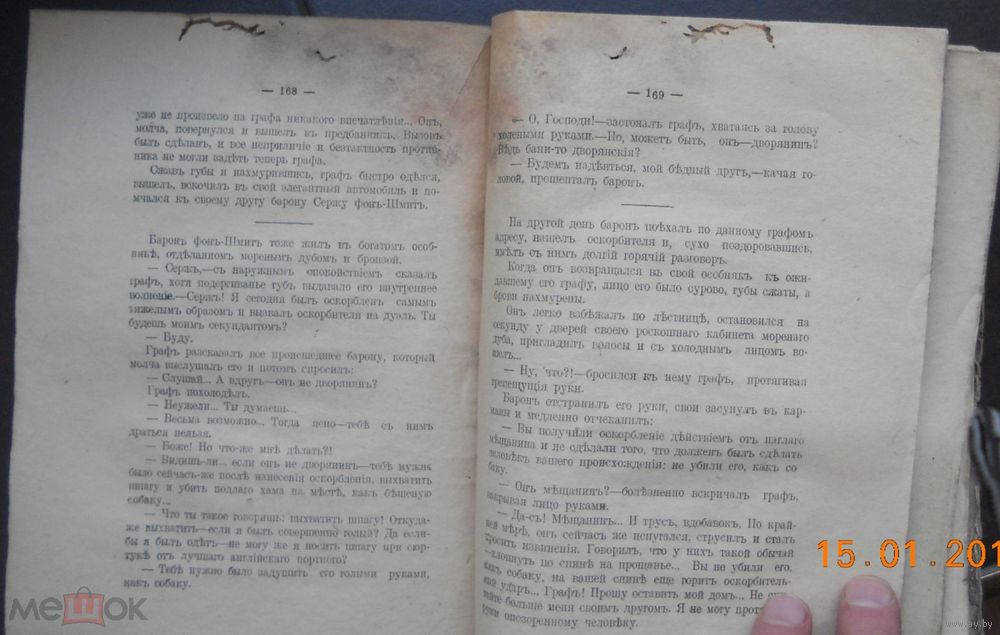 — 168 —
уже не произвело на графа никакого впечатлѣнія... Онъ,
молча, повернулся и вышелъ въ предбанникъ. Вызовъ
былъ сдѣланъ, и все неприличіе и безтактность против-
ника не могли задѣть теперь графа.
Сжавъ губы и нахмурившись, графъ быстро одѣлся,
вышелъ, вскочилъ въ свой элегантный автомобиль и по-
мчался къ своему другу барону Сержу фонъ-Шмитъ.
Баронъ фонъ-Шмитъ тоже жилъ въ богатомъ особ-
някѣ, отдѣланномъ моренымъ дубомъ и бронзой.
— Сержъ,—съ наружнымъ спокойствіемъ сказалъ
графъ, хотя подергиванье губъ выдавало его внутреннее
волненіе.—Сержъ! Я сегодня былъ оскорбленъ самымъ
тяжелымъ образомъ и вызвалъ оскорбителя на дуэль. Ты
будешь моимъ секундантомъ?
— Буду.
Графъ разсказалъ все происшедшее барону, который
молча выслушалъ его и потомъ спросилъ:
— Слушай... А вдругъ—онъ не дворянинъ?
Графъ похолодѣлъ.
— Неужели... Ты думаешь...
— Весьма возможно... Тогда ясно—тебѣ съ нимъ
драться нельзя.
— Боже! Но что-же мнѣ дѣлать?!
— Видишь-ли... если онъ не дворянинъ—тебѣ нужно
было сейчасъ-же послѣ нанесенія оскорбленія, выхватить
шпагу и убить подлаго хама на мѣстѣ, какъ бѣшеную
собаку...
— Что ты такое говоришь: выхватить шпагу! Откуда-
же выхватить—если я былъ совершенно голый? Да если-
бы я былъ одѣтъ—не могу же я носить шпагу при сюр-
тукѣ отъ лучшаго англійскаго портного?
— Тебѣ нужно было задушить его голыми руками,
какъ собаку.
— 169 —
— О, Господи!—застоналъ графъ, хватаясь за голову
холеными руками.—Но, можетъ быть, онъ—дворянинъ?
Вѣдь бани-то дворянскія?
— Будемъ надѣяться, мой бѣдный другъ,—качая го-
ловой, прошепталъ баронъ.
На другой день баронъ поѣхалъ по данному графомъ
адресу, нашелъ оскорбителя и, сухо поздоровавшись,
имѣлъ съ нимъ долгій горячій разговоръ.
Когда онъ возвращался въ свой особнякъ къ ожи-
давшему его графу, лицо его было сурово, губы сжаты, а
брови нахмурены.
Онъ легко взбѣжалъ по лѣстницѣ, остановился на
секунду у дверей своего роскошнаго кабинета моренаго
дуба, пригладилъ волосы и съ холоднымъ лицомъ во-
шелъ...
— Ну, что?!—бросился къ нему графъ, протягивая
трепещущія руки.
Баронъ отстранилъ его руки, свои засунулъ въ кар-
маны и медленно отчеканилъ:
— Вы получили оскорбленіе дѣйствіемъ отъ наглаго
мѣщанина и не сдѣлали того, что долженъ былъ сдѣлать
человѣкъ вашего происхожденія: не убили его, какъ со
баку.
— Онъ мѣщанинъ?—болѣзненно вскричалъ графъ,
закрывая лицо руками.
— Да-съ! Мѣщанинъ... И трусъ, вдобавокъ. По край-
ней мѣрѣ, онъ сейчасъ же испугался, струсилъ и сталъ
просить извиненія. Говорилъ, что у нихъ такой обычай
—хлопнуть по спинѣ на прощанье... Вы не убили его,
какъ собаку, на вашей спинѣ еще горитъ оскорбитель-
ный ударъ... Графъ! Прошу оставить мой домъ... Не
больше меня своимъ другомъ. Я не могу
руки опозоренному человѣку.
15.01.201
мешок
www.ay.by